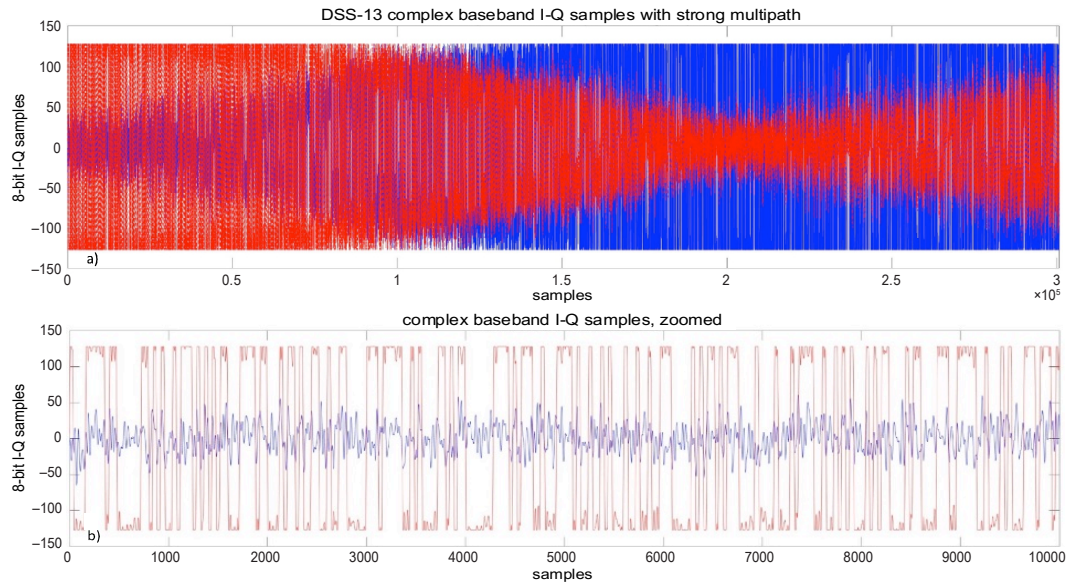 DSS-13 complex baseband I-Q samples with strong multipath
150
100
50
0
−50
−100
−150
8-bit I-Q samples
a)
0 0.5 1 1.5 2 2.5 3
×10⁵
samples
complex baseband I-Q samples, zoomed
150
100
50
0
−50
−100
−150
8-bit I-Q samples
b)
0 1000 2000 3000 4000 5000 6000 7000 8000 9000 10000
samples